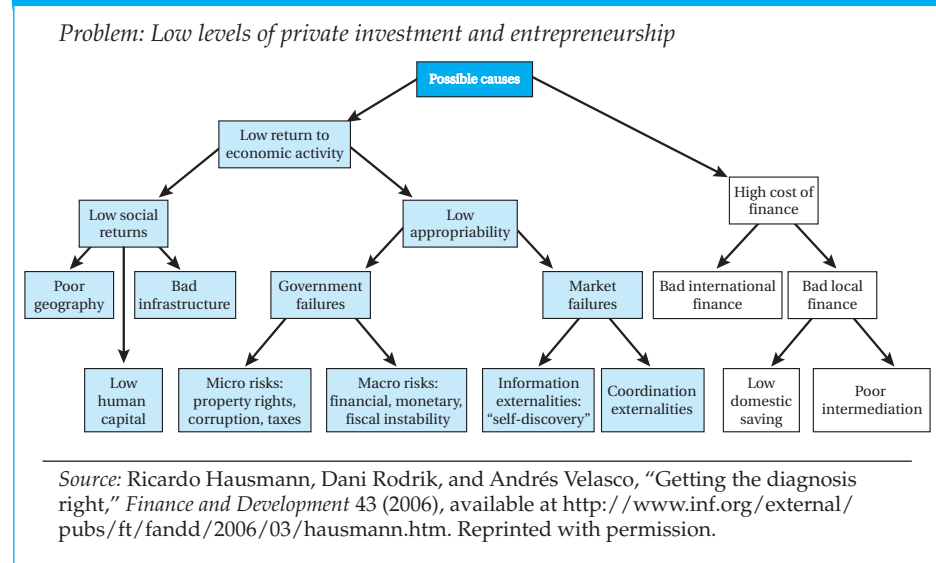 Problem: Low levels of private investment and entrepreneurship
Possible causes
Low return to
economic activity
High cost of
finance
Low social
returns
Low
appropriability
Poor
geography
Bad
infrastructure
Government
failures
Market
failures
Bad international
finance
Bad local
finance
Low
human
capital
Micro risks:
property rights,
corruption, taxes
Macro risks:
financial, monetary,
fiscal instability
Information
externalities:
“self-discovery”
Coordination
externalities
Low
domestic
saving
Poor
intermediation
Source: Ricardo Hausmann, Dani Rodrik, and Andrés Velasco, “Getting the diagnosis
right,” Finance and Development 43 (2006), available at http://www.inf.org/external/
pubs/ft/fandd/2006/03/hausmann.htm. Reprinted with permission.